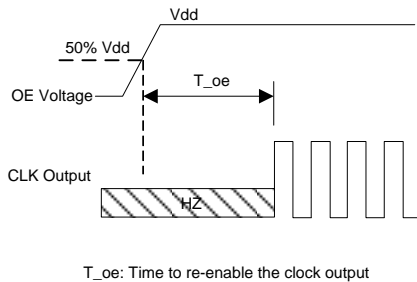 Vdd
50% Vdd
T_oe
OE Voltage
CLK Output
HZ
T_oe: Time to re-enable the clock output